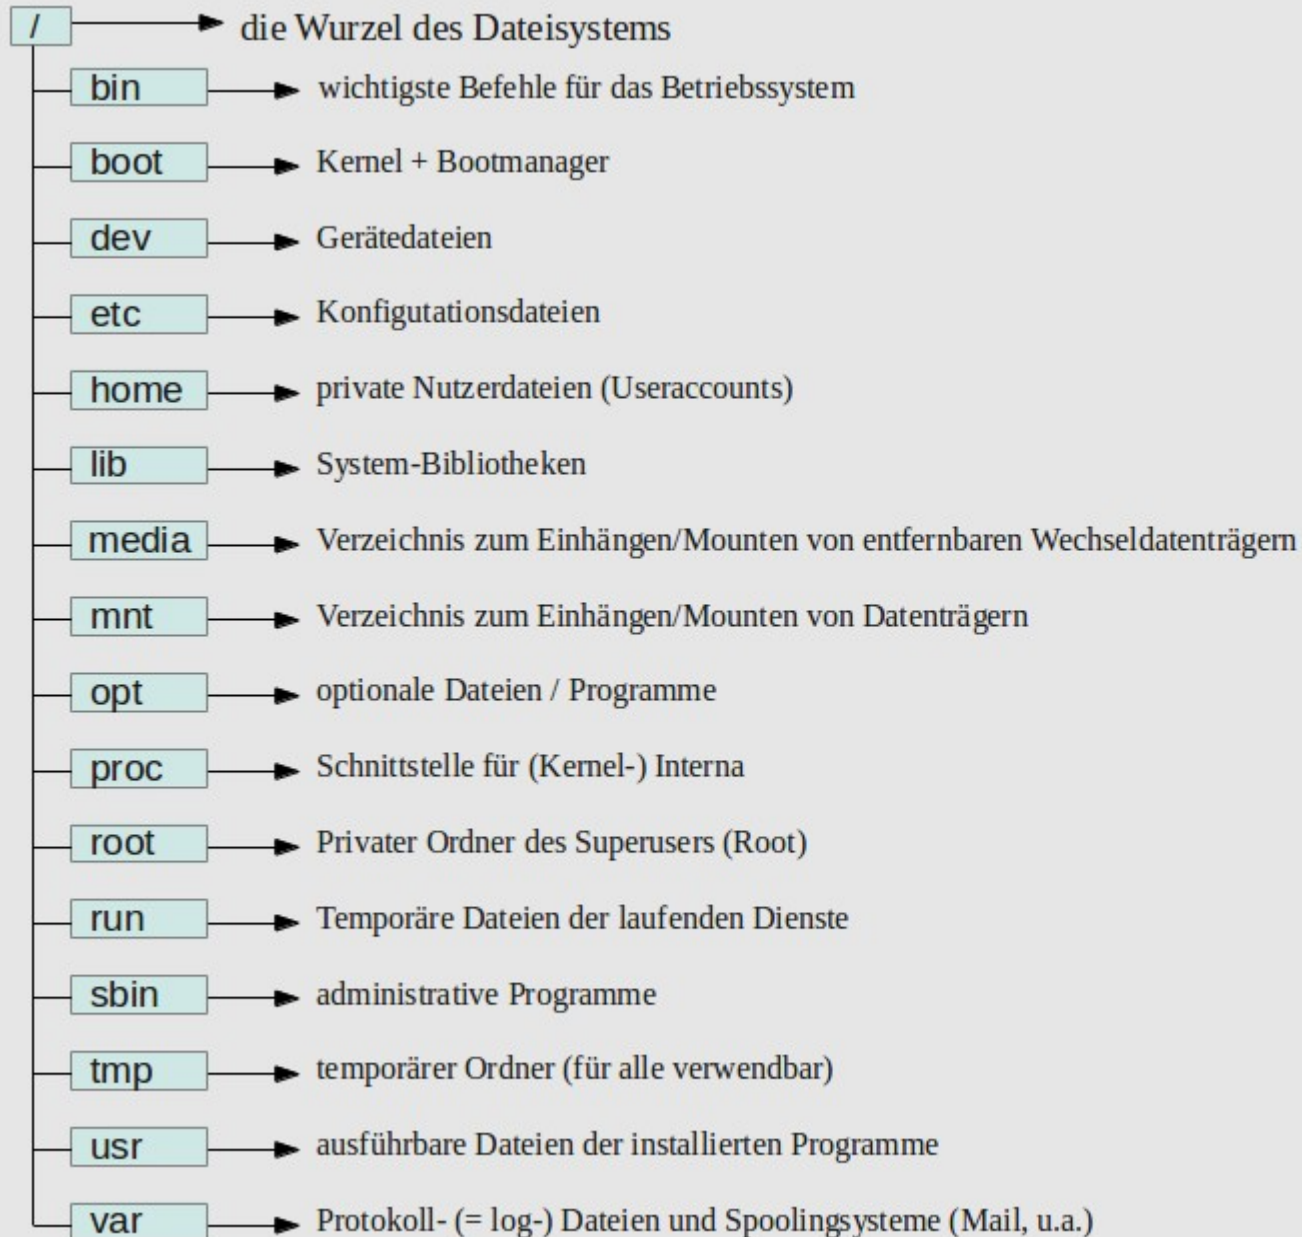 / die Wurzel des Dateisystems
bin wichtigste Befehle für das Betriebssystem
boot Kernel + Bootmanager
dev Gerätedateien
etc Konfigutationsdateien
home private Nutzerdateien (Useraccounts)
lib System-Bibliotheken
media Verzeichnis zum Einhängen/Mounten von entfernbaren Wechseldatenträgern
mnt Verzeichnis zum Einhängen/Mounten von Datenträgern
opt optionale Dateien / Programme
proc Schnittstelle für (Kernel-) Interna
root Privater Ordner des Superusers (Root)
run Temporäre Dateien der laufenden Dienste
sbin administrative Programme
tmp temporärer Ordner (für alle verwendbar)
usr ausführbare Dateien der installierten Programme
var Protokoll- (= log-) Dateien und Spoolingsysteme (Mail, u.a.)